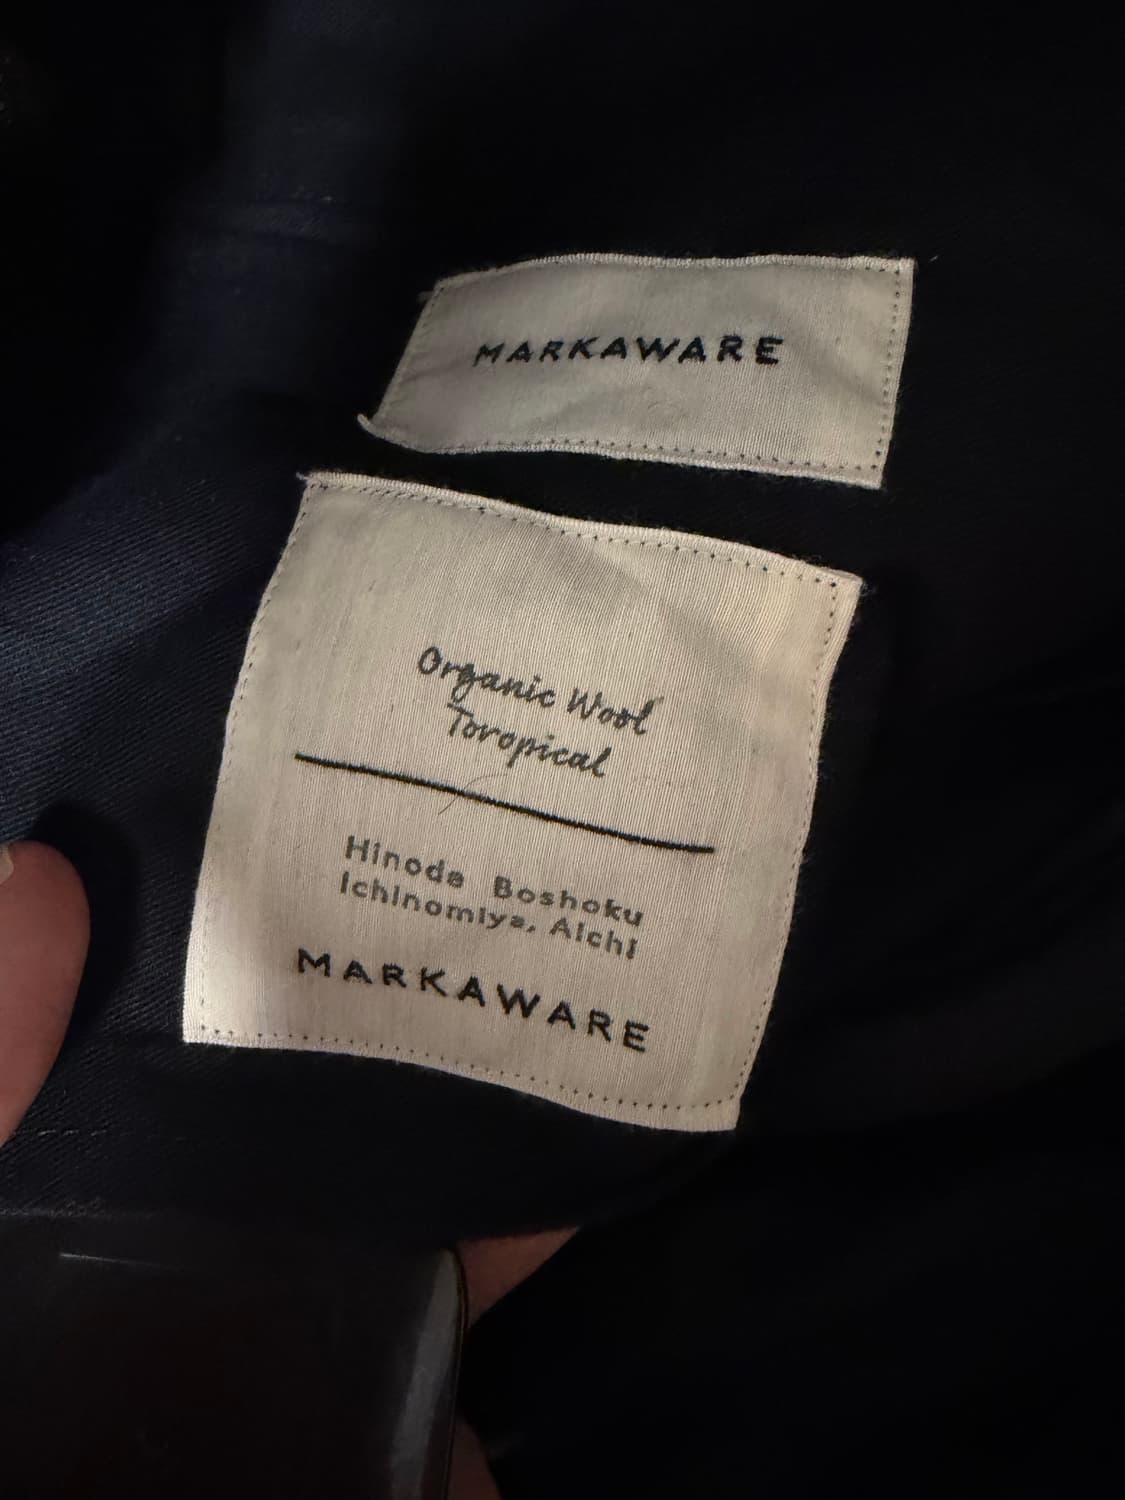 MARKAWARE
Organic Wool
Toropical
Hinode Boshoku
Ichinomiya, Aichi
MARKAWARE